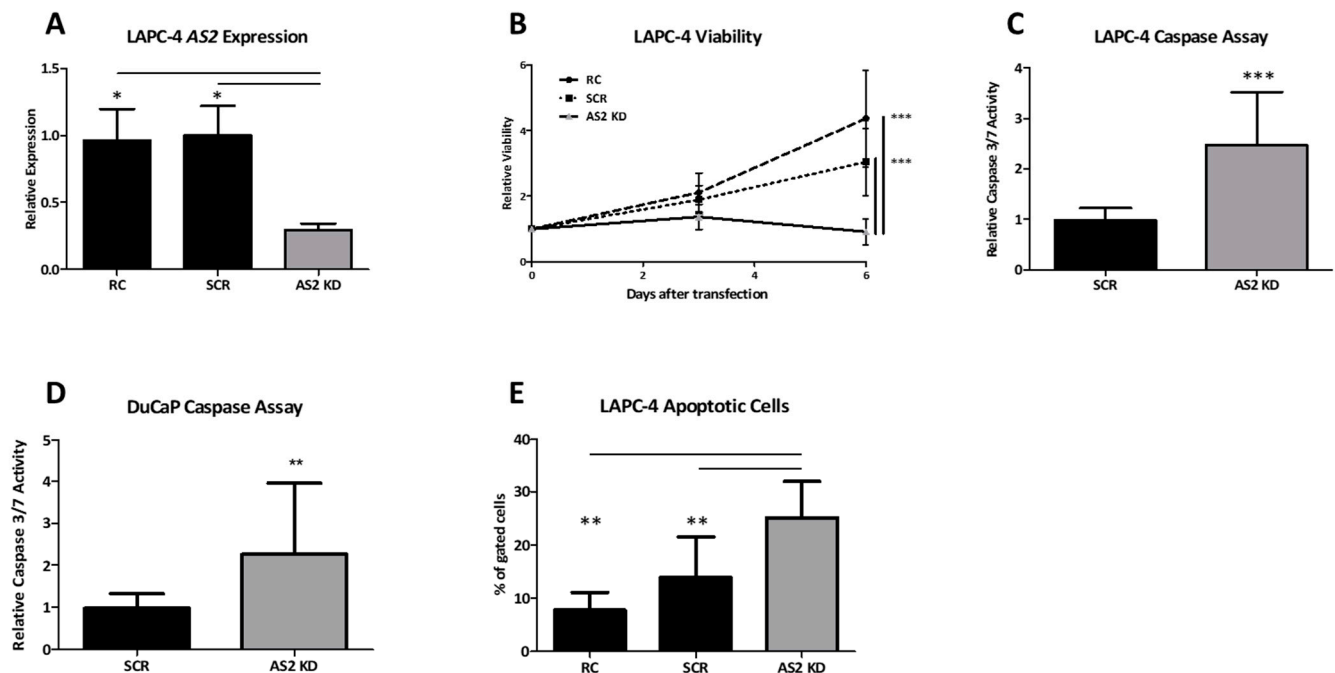 A
LAPC-4 AS2 Expression
Relative Expression
1.5
1.0
0.5
0.0
* *
RC SCR AS2 KD
B
LAPC-4 Viability
Relative Viability
6
4
2
0
RC
SCR
AS2 KD
***
***
0 2 4 6
Days after transfection
C
LAPC-4 Caspase Assay
Relative Caspase 3/7 Activity
4
3
2
1
0
***
SCR AS2 KD
D
DuCaP Caspase Assay
Relative Caspase 3/7 Activity
5
4
3
2
1
0
**
SCR AS2 KD
E
LAPC-4 Apoptotic Cells
% of gated cells
40
30
20
10
0
** **
RC SCR AS2 KD